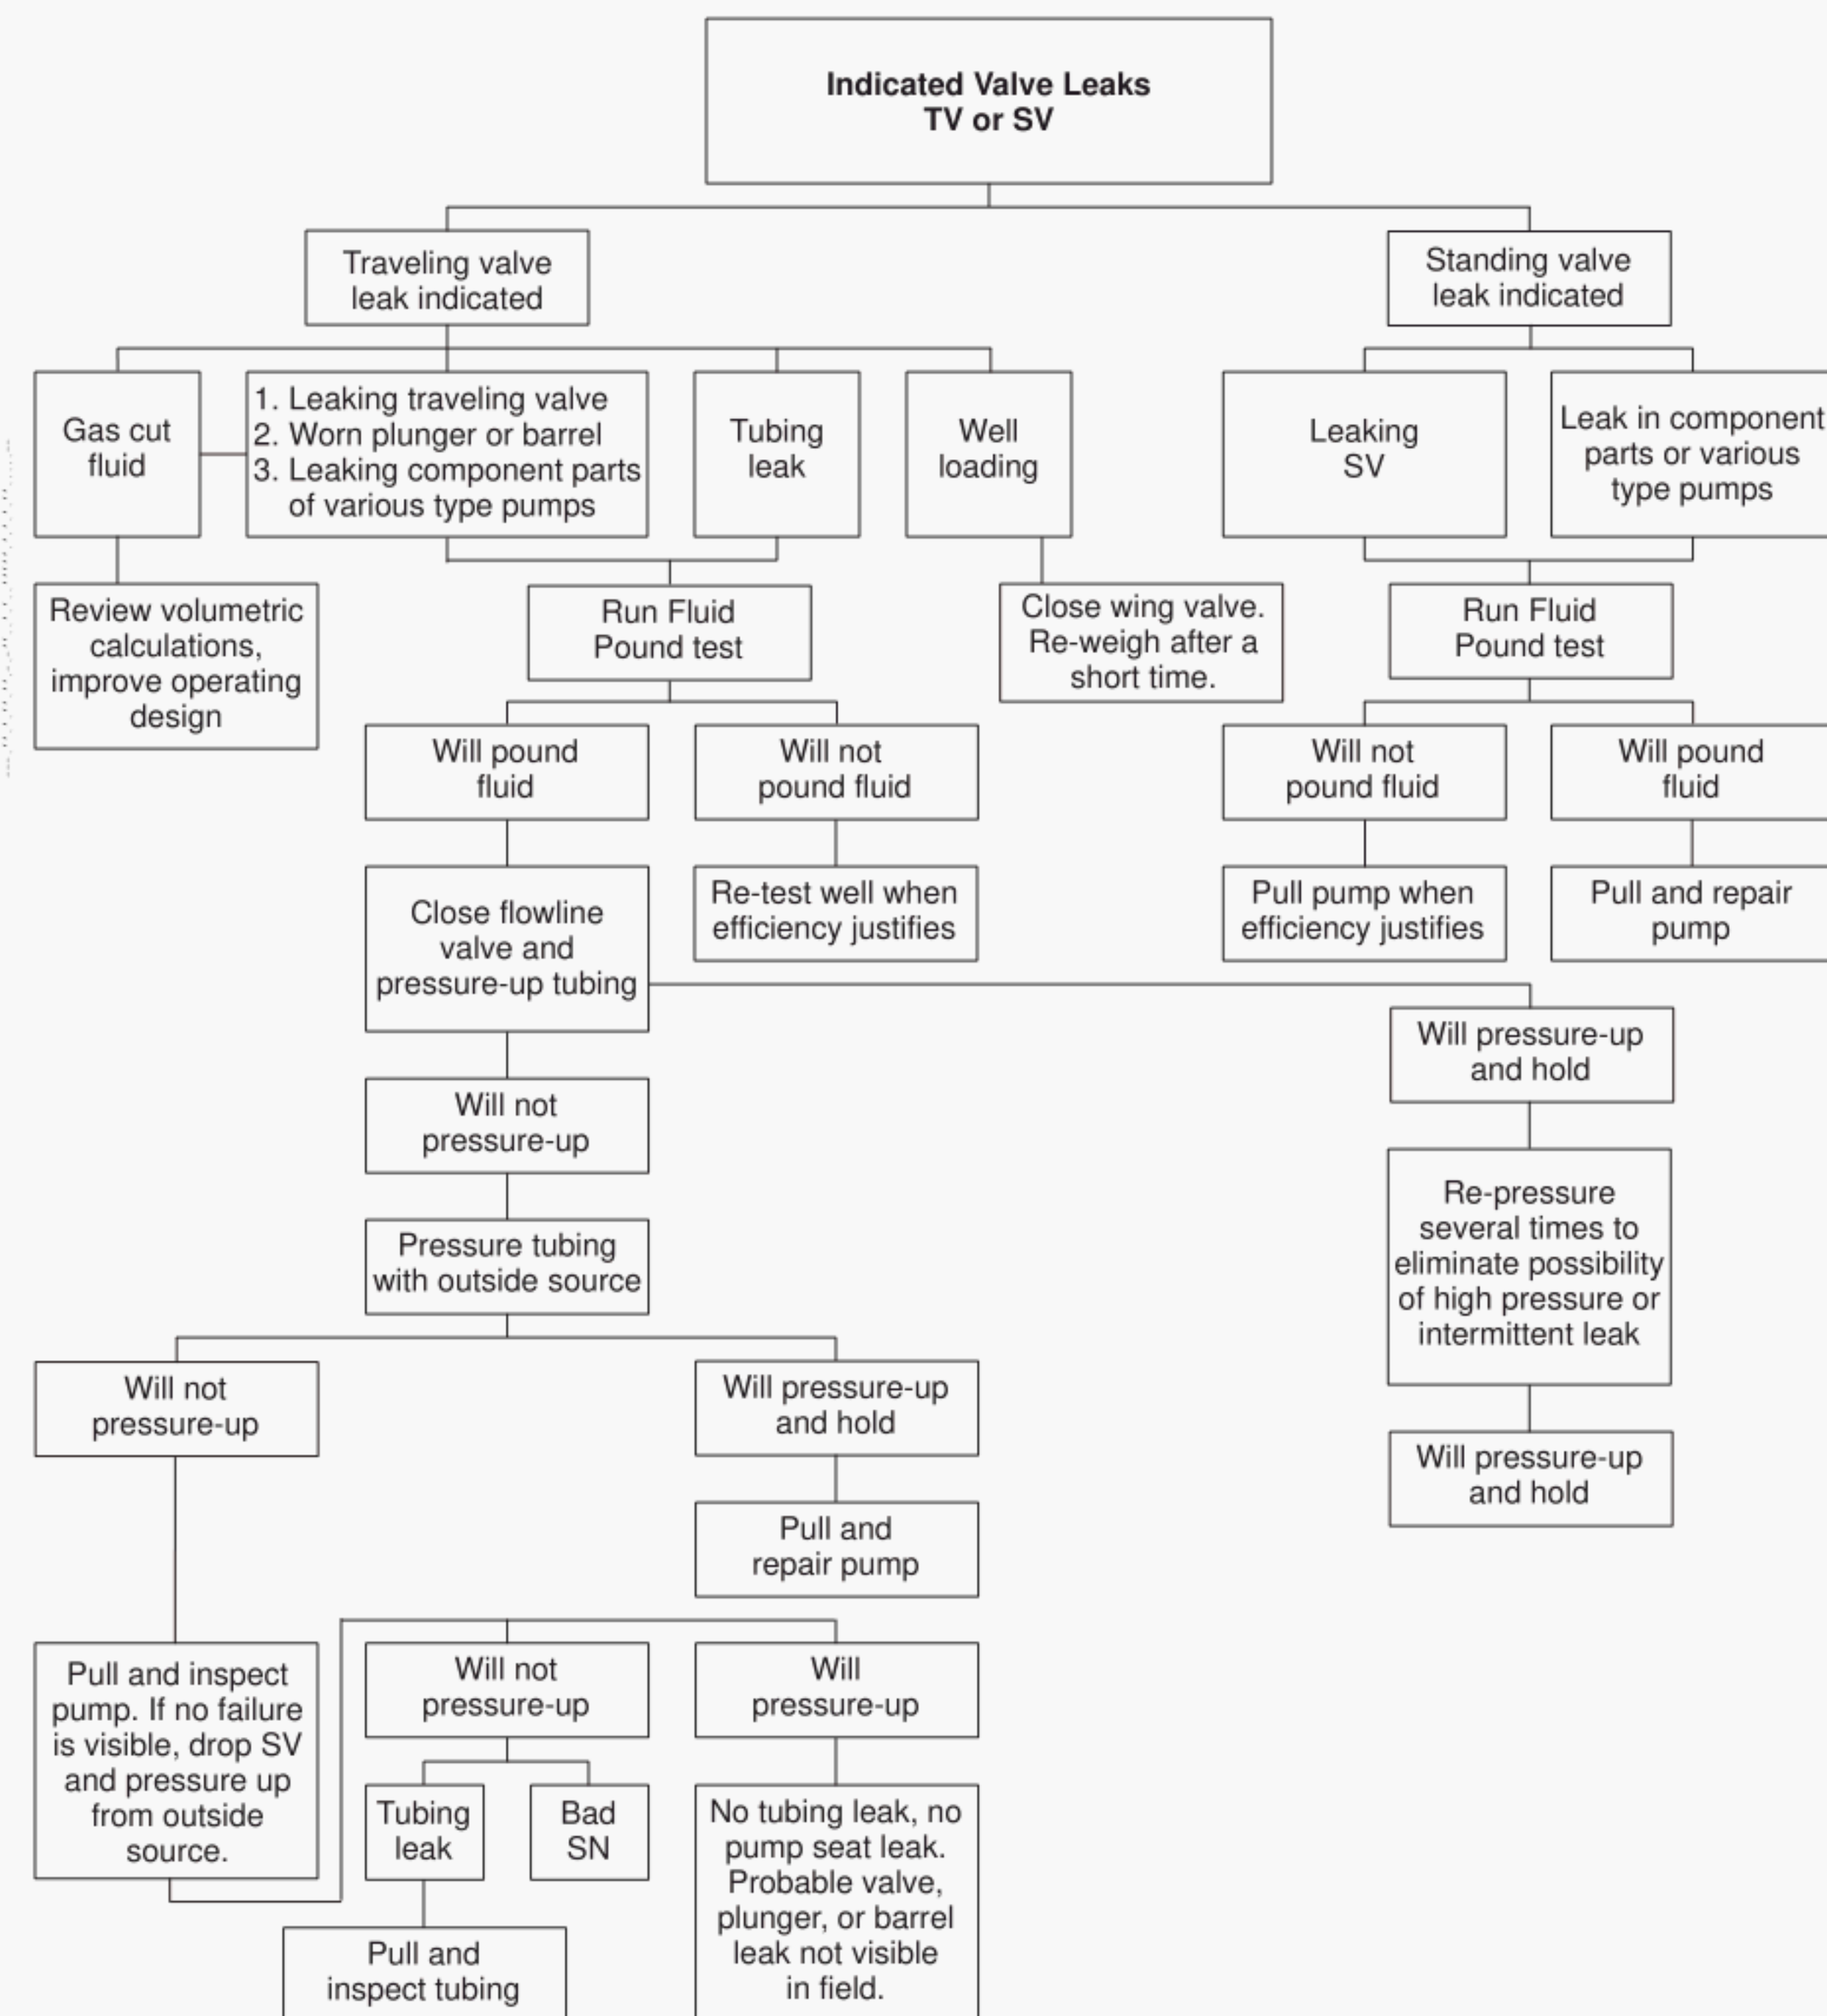 Indicated Valve Leaks
TV or SV
Traveling valve
leak indicated
Standing valve
leak indicated
Gas cut
fluid
1. Leaking traveling valve
2. Worn plunger or barrel
3. Leaking component parts
of various type pumps
Tubing
leak
Well
loading
Leaking
SV
Leak in component
parts or various
type pumps
Review volumetric
calculations,
improve operating
design
Run Fluid
Pound test
Close wing valve.
Re-weigh after a
short time.
Run Fluid
Pound test
Will pound
fluid
Will not
pound fluid
Will not
pound fluid
Will pound
fluid
Close flowline
valve and
pressure-up tubing
Re-test well when
efficiency justifies
Pull pump when
efficiency justifies
Pull and repair
pump
Will pressure-up
and hold
Will not
pressure-up
Re-pressure
several times to
eliminate possibility
of high pressure or
intermittent leak
Pressure tubing
with outside source
Will not
pressure-up
Will pressure-up
and hold
Will pressure-up
and hold
Pull and
repair pump
Pull and inspect
pump. If no failure
is visible, drop SV
and pressure up
from outside
source.
Will not
pressure-up
Will
pressure-up
Tubing
leak
Bad
SN
No tubing leak, no
pump seat leak.
Probable valve,
plunger, or barrel
leak not visible
in field.
Pull and
inspect tubing